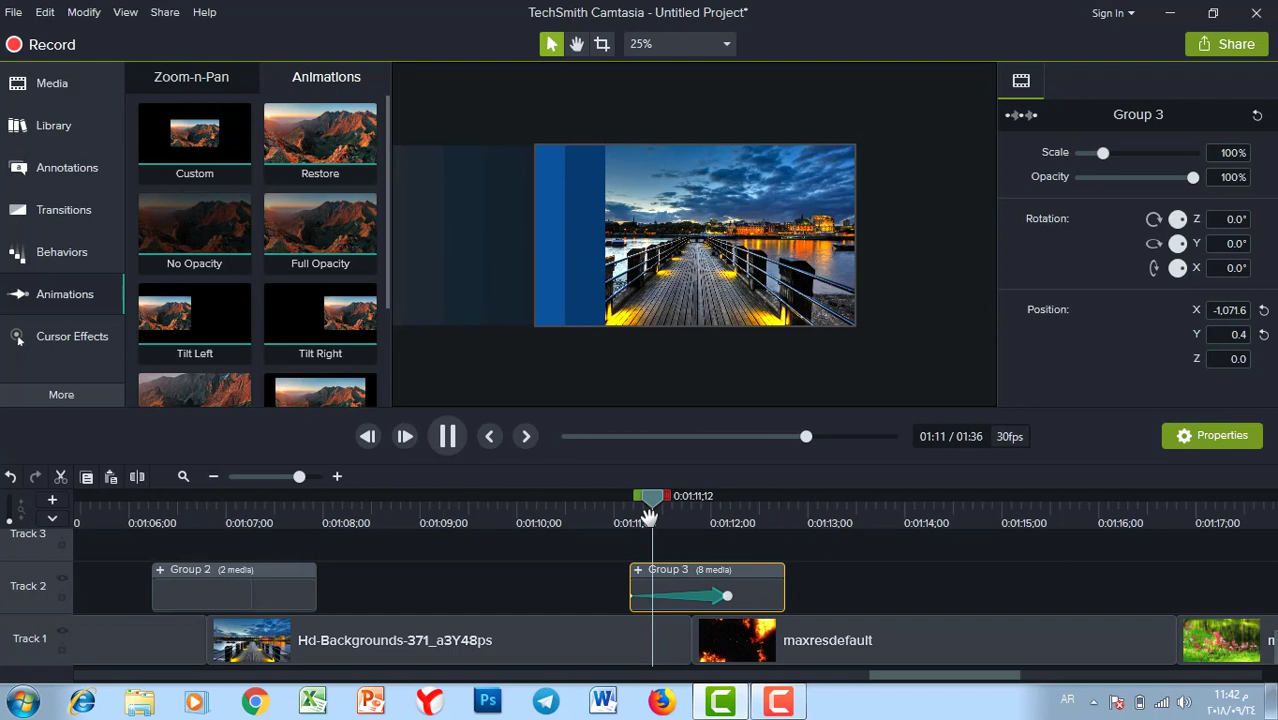 File Edit Modify View Share Help
TechSmith Camtasia - Untitled Project*
Sign In
Record
25%
Share
Media
Library
Annotations
Transitions
Behaviors
Animations
Cursor Effects
More
Zoom-n-Pan
Animations
Custom
Restore
No Opacity
Full Opacity
Tilt Left
Tilt Right
Group 3
Scale 100%
Opacity 100%
Rotation: Z 0.0°
Y 0.0°
X 0.0°
Position: X -1,071.6
Y 0.4
Z 0.0
01:11 / 01:36 30fps
Properties
0:01:11;12
0:01:06;00 0:01:07;00 0:01:08;00 0:01:09;00 0:01:10;00 0:01:12;00 0:01:13;00 0:01:14;00 0:01:15;00 0:01:16;00 0:01:17;00
Track 3
Track 2
+ Group 2 (2 media)
+ Group 3 (8 media)
Track 1
Hd-Backgrounds-371_a3Y48ps
maxresdefault
AR
11:42 م
٢٠١٨/٠٩/٢٤